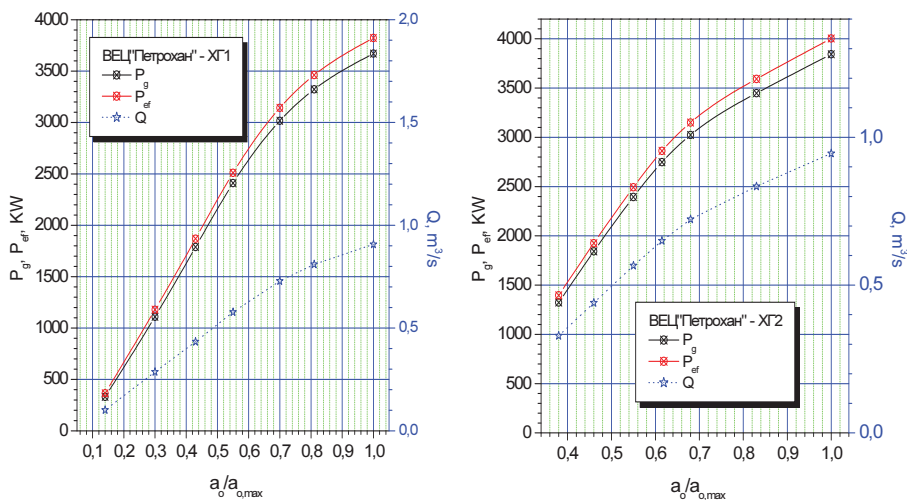 4000
3500
3000
2500
2000
1500
1000
500
0
P_g, P_ef, KW
ВЕЦ"Петрохан" - ХГ1
P_g
P_ef
Q
2,0
1,5
1,0
0,5
0,0
Q, m³/s
0,1 0,2 0,3 0,4 0,5 0,6 0,7 0,8 0,9 1,0
a_o/a_o,max
4000
3500
3000
2500
2000
1500
1000
500
0
P_g, P_ef, KW
ВЕЦ"Петрохан" - ХГ2
P_g
P_ef
Q
1,0
0,5
0,0
Q, m³/s
0,4 0,5 0,6 0,7 0,8 0,9 1,0
a_o/a_o,max